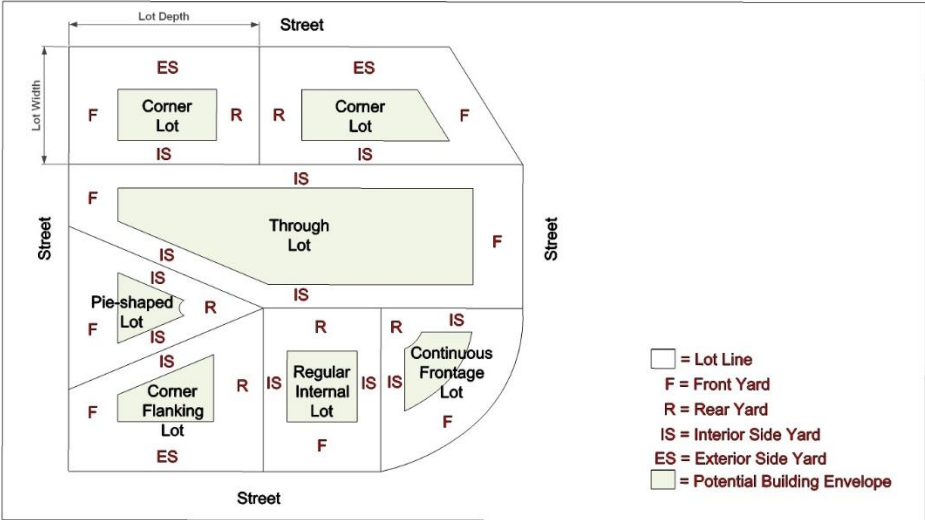 Lot Depth
Street
Lot Width
ES
ES
F
Corner
Lot
R
R
Corner
Lot
F
IS
IS
IS
F
Through
Lot
F
Street
Street
IS
IS
IS
Pie-shaped
Lot
R
F
IS
IS
R
R
IS
Continuous
Frontage
Lot
F
Corner
Flanking
Lot
R
IS
Regular
Internal
Lot
IS
IS
F
F
ES
Street
= Lot Line
F = Front Yard
R = Rear Yard
IS = Interior Side Yard
ES = Exterior Side Yard
= Potential Building Envelope